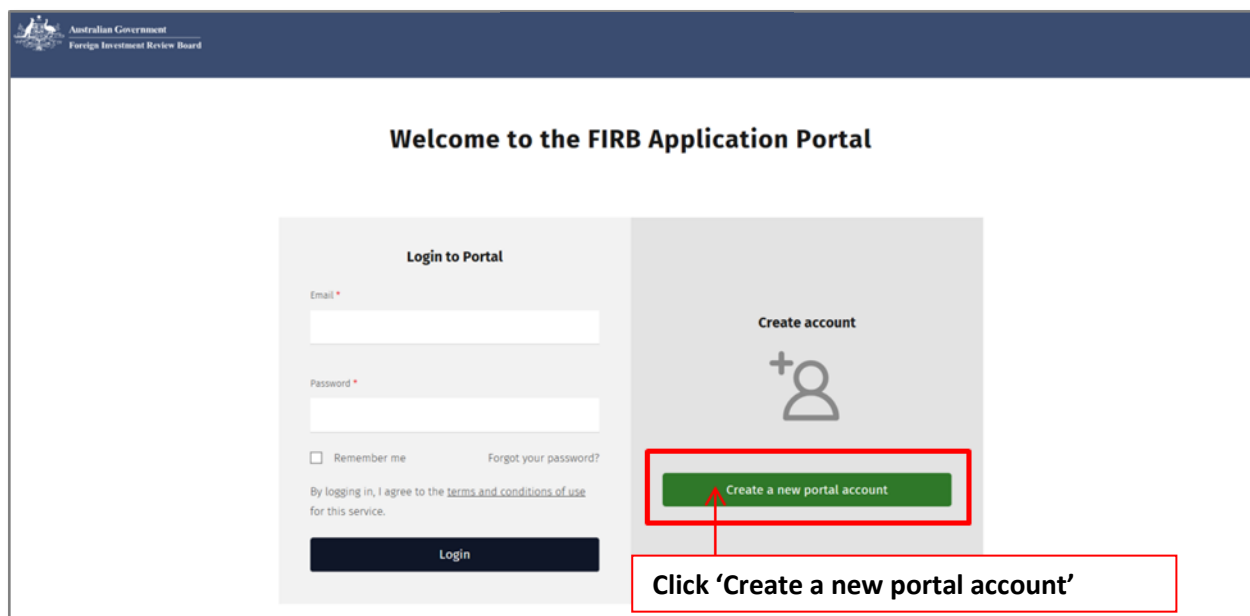 Australian Government
Foreign Investment Review Board
Welcome to the FIRB Application Portal
Login to Portal
Email *
Password *
Remember me
Forgot your password?
By logging in, I agree to the terms and conditions of use
for this service.
Login
Create account
Create a new portal account
Click ‘Create a new portal account’